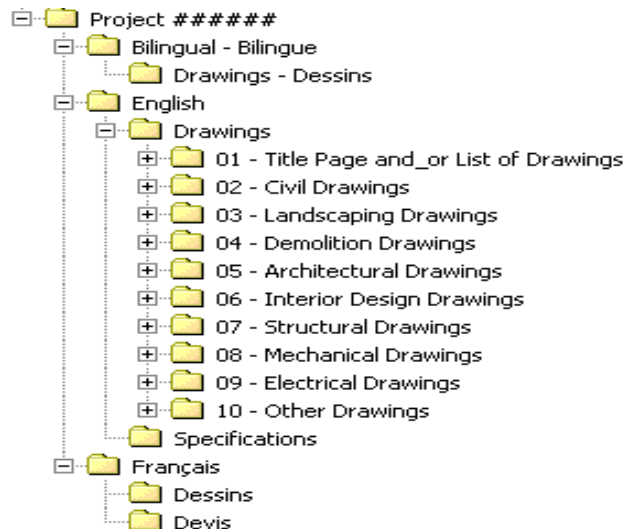 Project ######
Bilingual - Bilingue
Drawings - Dessins
English
Drawings
01 - Title Page and_or List of Drawings
02 - Civil Drawings
03 - Landscaping Drawings
04 - Demolition Drawings
05 - Architectural Drawings
06 - Interior Design Drawings
07 - Structural Drawings
08 - Mechanical Drawings
09 - Electrical Drawings
10 - Other Drawings
Specifications
Français
Dessins
Devis